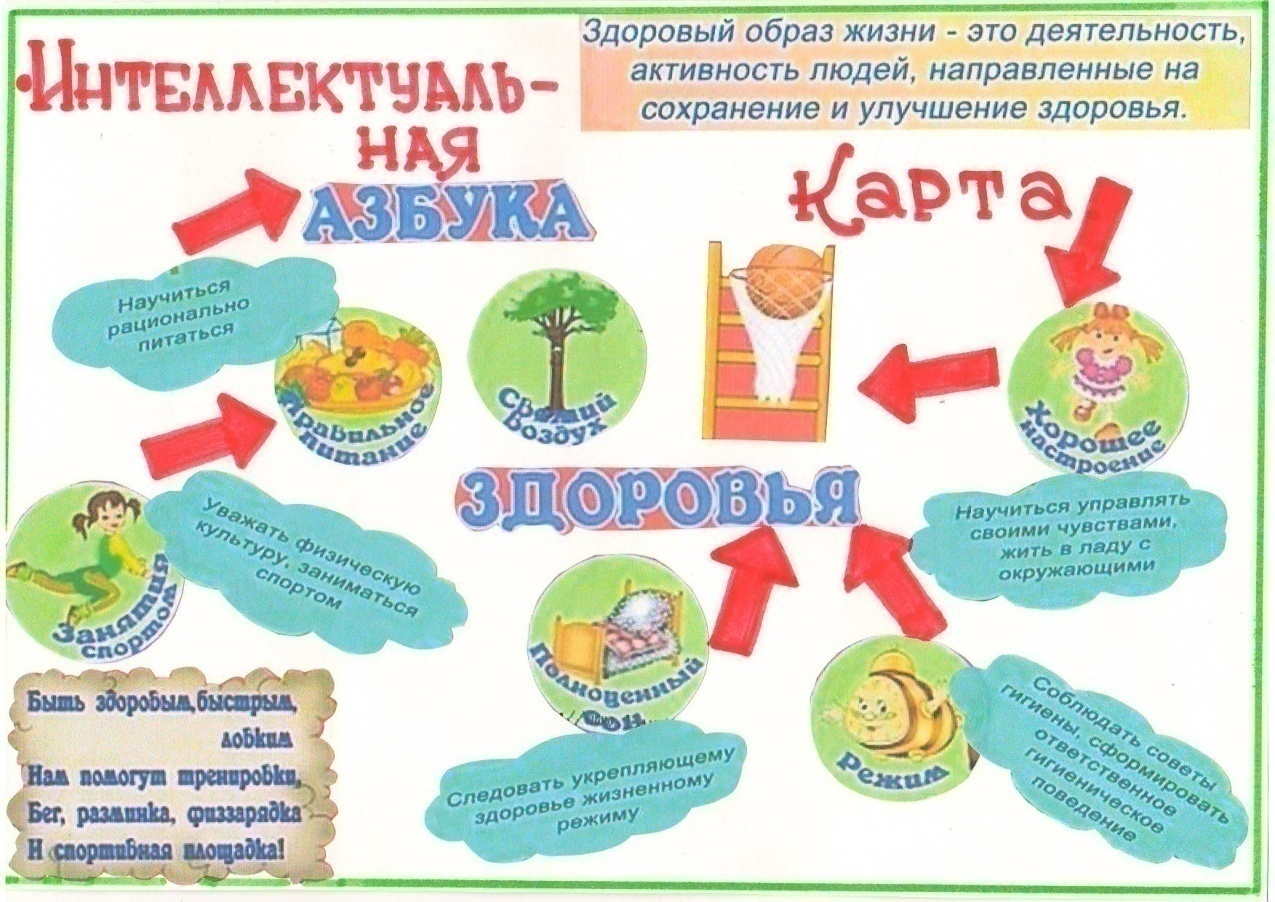 Интеллектуаль-
ная
Здоровый образ жизни - это деятельность,
активность людей, направленные на
сохранение и улучшение здоровья.
Карта
АЗБУКА
ЗДОРОВЬЯ
Научиться
рационально
питаться
Правильное
питание
Свежий
воздух
Хорошее
настроение
Научиться управлять
своими чувствами,
жить в ладу с
окружающими
Уважать физическую
культуру, заниматься
спортом
Занятия
спортом
Полноценный
сон
Следовать укрепляющему
здоровье жизненному
режиму
Режим
Соблюдать советы
гигиены, сформировать
ответственное
гигиеническое
поведение
Быть здоровым,быстрым,
ловким
Нам помогут тренировки,
Бег, разминка, физзарядка
И спортивная площадка!